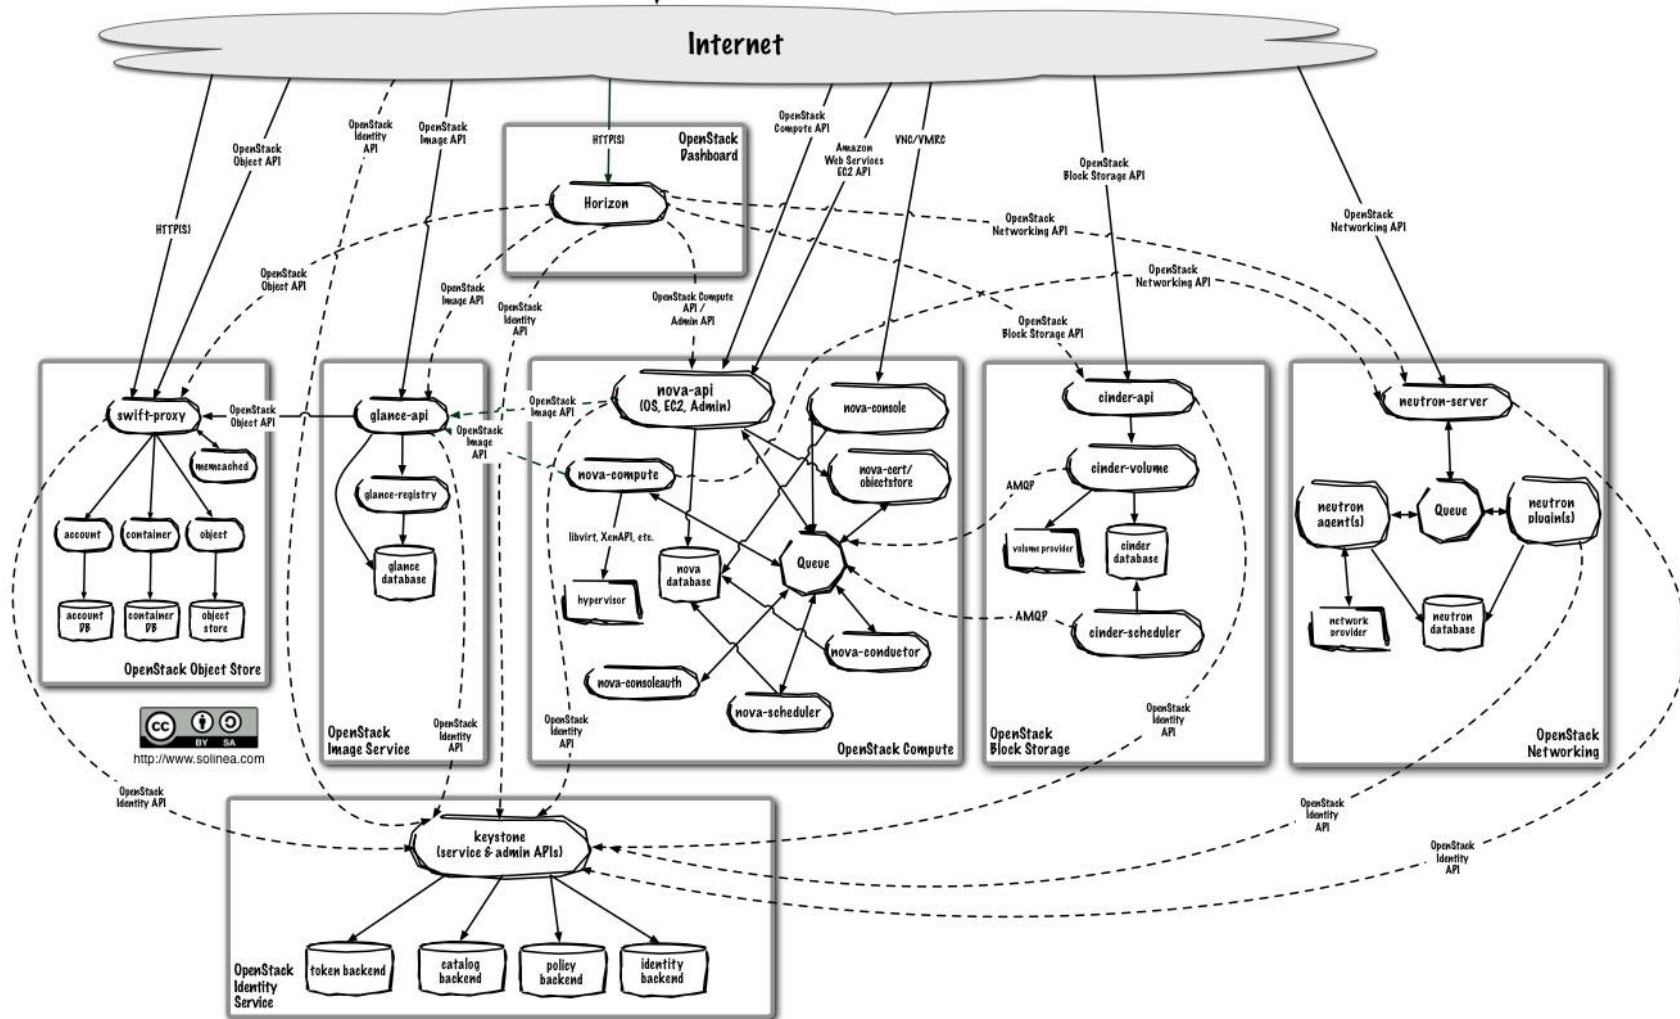 Internet
OpenStack
Identity
API
OpenStack
Image API
HTTP(S)
OpenStack
Dashboard
OpenStack
Compute API
Amazon
Web Services
EC2 API
VNC/VMRC
OpenStack
Object API
OpenStack
Block Storage API
Horizon
HTTP(S)
OpenStack
Networking API
OpenStack
Networking API
OpenStack
Object API
OpenStack
Image API
OpenStack
Identity
API
OpenStack Compute
API /
Admin API
OpenStack
Networking API
OpenStack
Block Storage API
swift-proxy
OpenStack
Object API
glance-api
OpenStack
Image API
OpenStack
Image
API
nova-api
(OS, EC2, Admin)
nova-console
cinder-api
neutron-server
memcached
glance-registry
nova-compute
nova-cert/
objectstore
AMQP
cinder-volume
neutron
agent(s)
Queue
neutron
plugin(s)
account
container
object
libvirt, XenAPI, etc.
glance
database
nova
database
Queue
volume provider
cinder
database
hypervisor
account
DB
container
DB
object
store
AMQP
cinder-scheduler
network
provider
neutron
database
nova-conductor
nova-consoleauth
nova-scheduler
OpenStack Object Store
CC
BY SA
http://www.solinea.com
OpenStack
Image Service
OpenStack
Identity
API
OpenStack
Identity
API
OpenStack Compute
OpenStack
Block Storage
OpenStack
Identity
API
OpenStack
Networking
OpenStack
Identity API
OpenStack
Identity
API
OpenStack
Identity
API
keystone
(service & admin APIs)
token backend
catalog
backend
policy
backend
identity
backend
OpenStack
Identity
Service